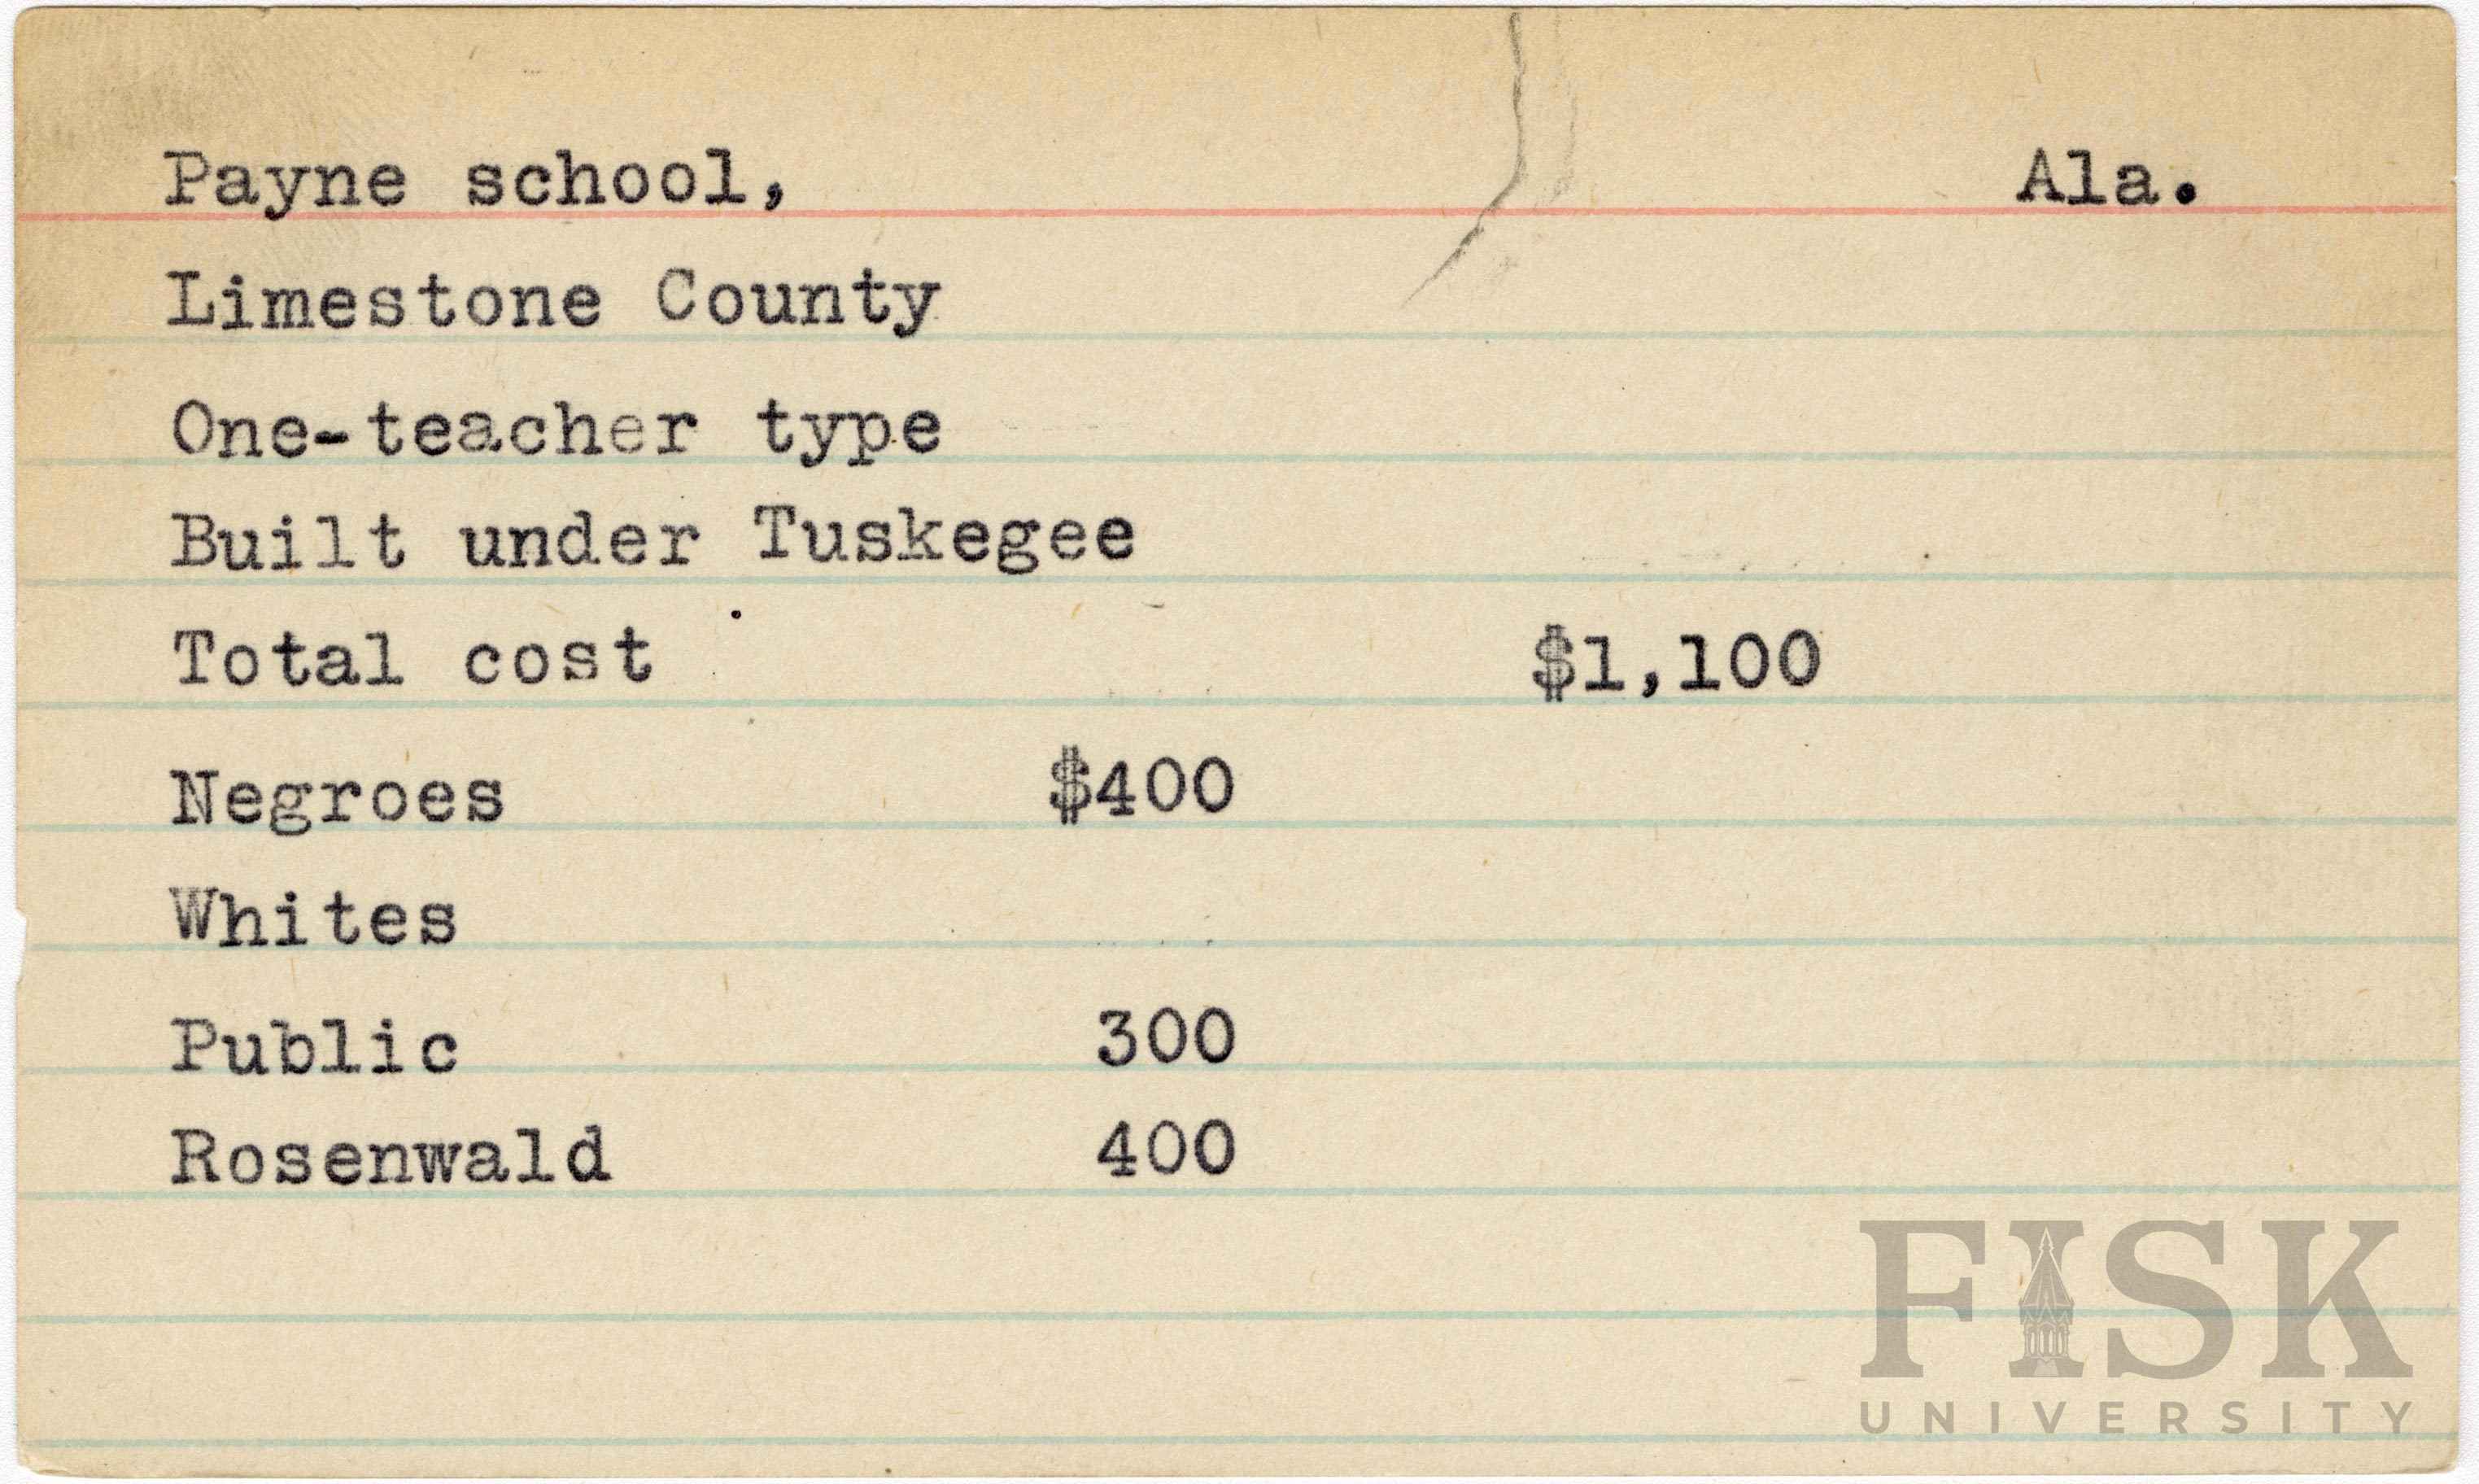 Payne school, Ala.
Limestone County
One-teacher type
Built under Tuskegee
Total cost $1,100
Negroes $400
Whites
Public 300
Rosenwald 400
FISK
UNIVERSITY